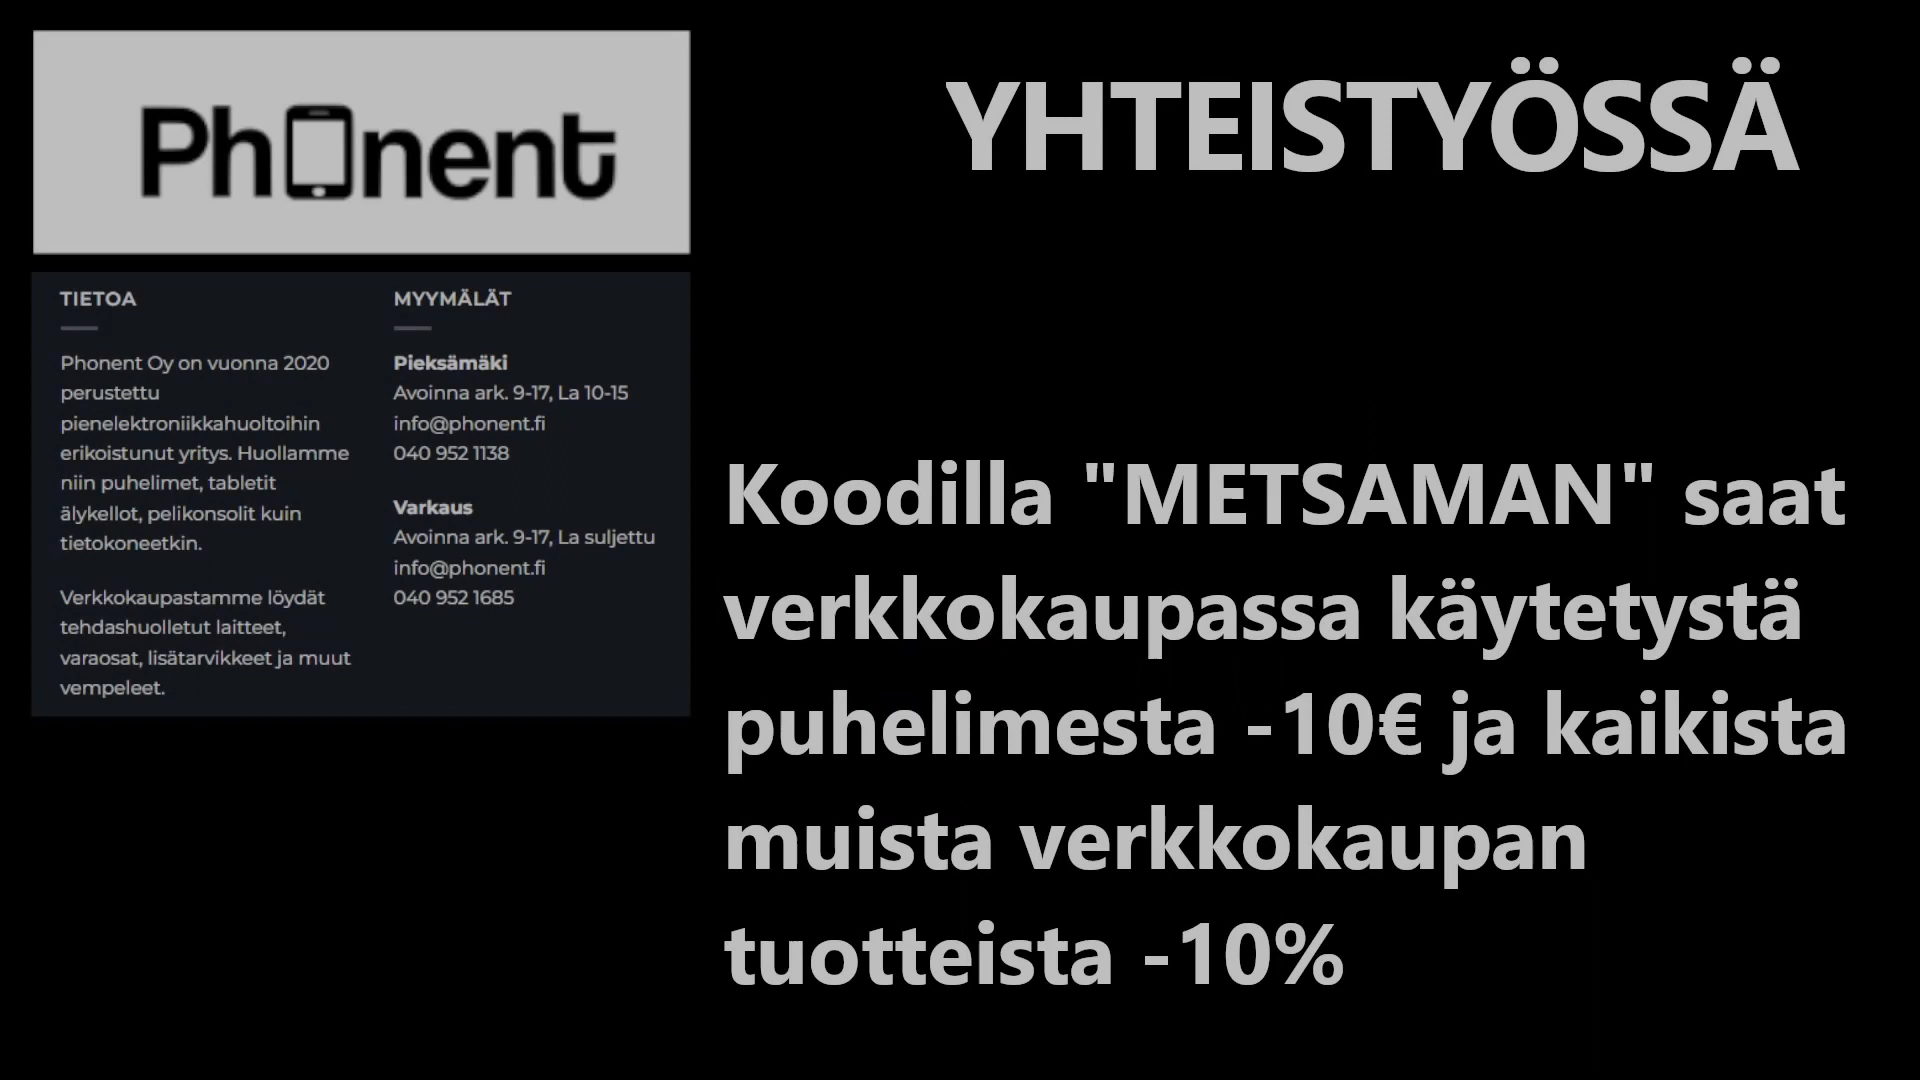 Phonent
YHTEISTYÖSSÄ
TIETOA
Phonent Oy on vuonna 2020
perustettu
pienelektroniikkahuoltoihin
erikoistunut yritys. Huollamme
niin puhelimet, tabletit
älykellot, pelikonsolit kuin
tietokoneetkin.
Verkkokaupastamme löydät
tehdashuolletut laitteet,
varaosat, lisätarvikkeet ja muut
vempeleet.
MYYMÄLÄT
Pieksämäki
Avoinna ark. 9-17, La 10-15
info@phonent.fi
040 952 1138
Varkaus
Avoinna ark. 9-17, La suljettu
info@phonent.fi
040 952 1685
Koodilla "METSAMAN" saat
verkkokaupassa käytetystä
puhelimesta -10€ ja kaikista
muista verkkokaupan
tuotteista -10%